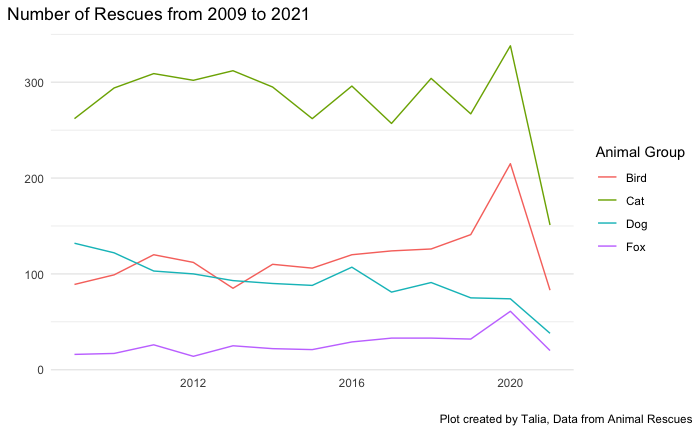 Number of Rescues from 2009 to 2021
300
200
100
0
2012
2016
2020
Animal Group
Bird
Cat
Dog
Fox
Plot created by Talia, Data from Animal Rescues